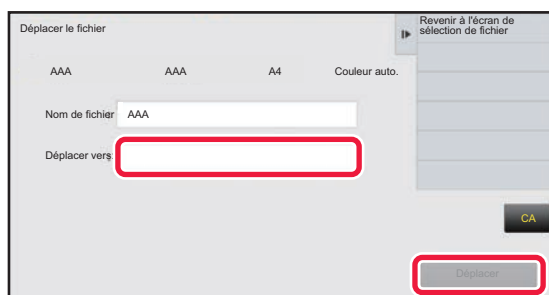 Déplacer le fichier
Revenir à l'écran de
sélection de fichier
AAA AAA A4 Couleur auto.
Nom de fichier AAA
Déplacer vers:
CA
Déplacer